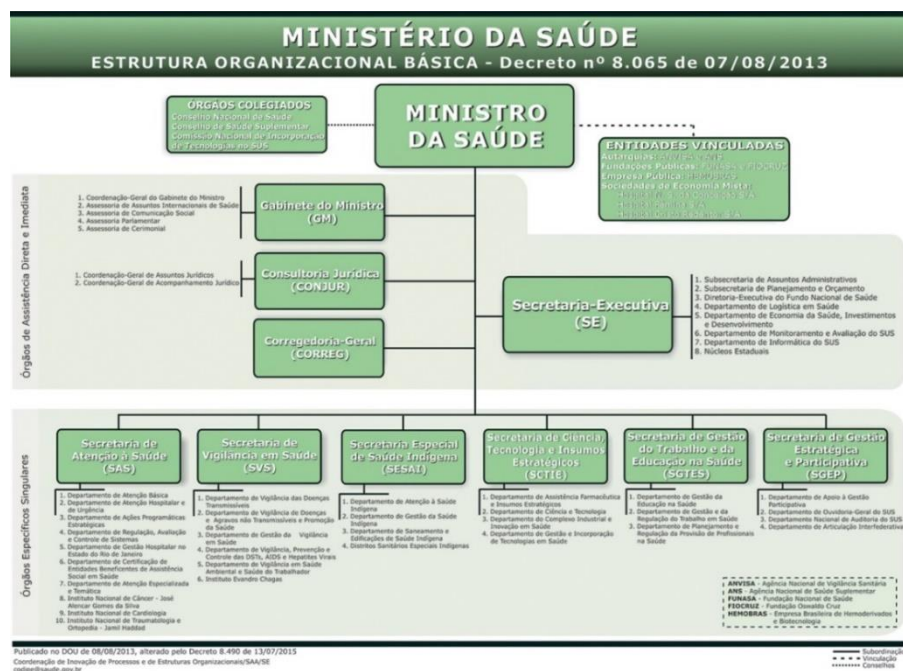 MINISTÉRIO DA SAÚDE
ESTRUTURA ORGANIZACIONAL BÁSICA - Decreto nº 8.065 de 07/08/2013
ÓRGÃOS COLEGIADOS
Conselho Nacional de Saúde
Conselho de Saúde Suplementar
Comissão Nacional de Incorporação
de Tecnologias no SUS
MINISTRO
DA SAÚDE
ENTIDADES VINCULADAS
Autarquias:
Fundações Públicas: FIOCRUZ
Empresa Pública:
Sociedades de Economia Mista:
Órgãos de Assistência Direta e Imediata
1. Coordenação-Geral do Gabinete do Ministro
2. Assessoria de Assuntos Internacionais de Saúde
3. Assessoria de Comunicação Social
4. Assessoria Parlamentar
5. Assessoria de Cerimonial
Gabinete do Ministro
(GM)
1. Coordenação-Geral de Assuntos Jurídicos
2. Coordenação-Geral de Acompanhamento Jurídico
Consultoria Jurídica
(CONJUR)
Corregedoria-Geral
(CORREG)
Secretaria-Executiva
(SE)
1. Subsecretaria de Assuntos Administrativos
2. Subsecretaria de Planejamento e Orçamento
3. Diretoria-Executiva do Fundo Nacional de Saúde
4. Departamento de Logística em Saúde
5. Departamento de Economia da Saúde, Investimentos
e Desenvolvimento
6. Departamento de Monitoramento e Avaliação do SUS
7. Departamento de Informática do SUS
8. Núcleos Estaduais
Órgãos Específicos Singulares
Secretaria de
Atenção à Saúde
(SAS)
1. Departamento de Atenção Básica
2. Departamento de Atenção Hospitalar e
de Urgência
3. Departamento de Ações Programáticas
Estratégicas
4. Departamento de Regulação, Avaliação
e Controle de Sistemas
5. Departamento de Gestão Hospitalar no
Estado do Rio de Janeiro
6. Departamento de Certificação de
Entidades Beneficentes de Assistência
Social em Saúde
7. Departamento de Atenção Especializada
e Temática
8. Instituto Nacional de Câncer - José
Alencar Gomes da Silva
9. Instituto Nacional de Cardiologia
10. Instituto Nacional de Traumatologia e
Ortopedia - Jamil Haddad
Secretaria de
Vigilância em Saúde
(SVS)
1. Departamento de Vigilância das Doenças
Transmissíveis
2. Departamento de Vigilância de Doenças
e Agravos não Transmissíveis e Promoção da
Saúde
3. Departamento de Gestão da Vigilância
em Saúde
4. Departamento de Vigilância, Prevenção e
Controle das DSTs, AIDS e Hepatites Virais
5. Departamento de Vigilância em Saúde
Ambiental e Saúde do Trabalhador
6. Instituto Evandro Chagas
Secretaria Especial
de Saúde Indígena
(SESAI)
1. Departamento de Atenção à Saúde
Indígena
2. Departamento de Gestão da Saúde
Indígena
3. Departamento de Saneamento e
Edificações de Saúde Indígena
4. Distritos Sanitários Especiais Indígenas
Secretaria de Ciência,
Tecnologia e Insumos
Estratégicos
(SCTIE)
1. Departamento de Assistência Farmacêutica
e Insumos Estratégicos
2. Departamento de Ciência e Tecnologia
3. Departamento do Complexo Industrial e
Inovação em Saúde
4. Departamento de Gestão e Incorporação
de Tecnologias em Saúde
Secretaria de Gestão
do Trabalho e da
Educação na Saúde
(SGTES)
1. Departamento de Gestão da
Educação na Saúde
2. Departamento de Gestão e da
Regulação do Trabalho em Saúde
3. Departamento de Planejamento e
Regulação da Provisão de Profissionais
na Saúde
Secretaria de Gestão
Estratégica
e Participativa
(SGEP)
1. Departamento de Apoio à Gestão
Participativa
2. Departamento de Ouvidoria-Geral do SUS
3. Departamento Nacional de Auditoria do SUS
4. Departamento de Articulação Interfederativa
ANVISA - Agência Nacional de Vigilância Sanitária
ANS - Agência Nacional de Saúde Suplementar
FUNASA - Fundação Nacional de Saúde
FIOCRUZ - Fundação Oswaldo Cruz
HEMOBRAS - Empresa Brasileira de Hemoderivados
e Biotecnologia
Publicado no DOU de 08/08/2013, alterado pelo Decreto 8.490 de 13/07/2015
Coordenação de Inovação de Processos e de Estruturas Organizacionais/SAA/SE
codipe@saude.gov.br
Subordinação
Vinculação
Conselhos